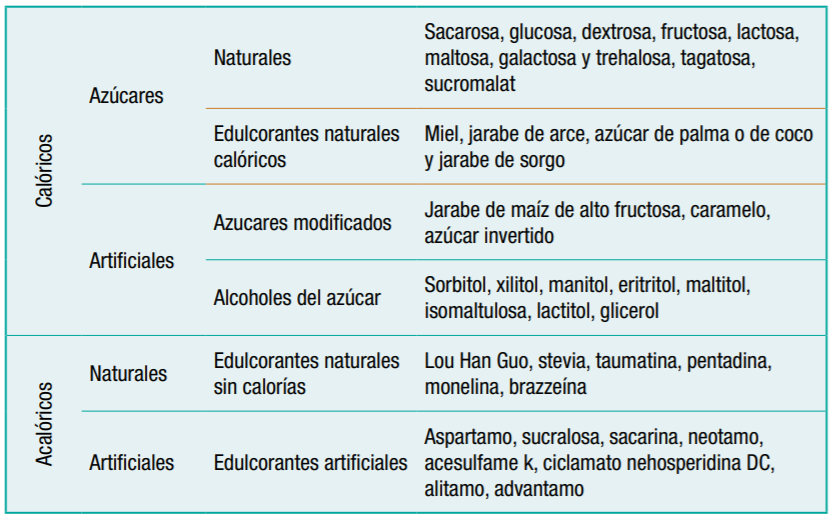 Calóricos
Azúcares
Naturales
Sacarosa, glucosa, dextrosa, fructosa, lactosa,
maltosa, galactosa y trehalosa, tagatosa,
sucromalat
Edulcorantes naturales
calóricos
Miel, jarabe de arce, azúcar de palma o de coco
y jarabe de sorgo
Artificiales
Azucares modificados
Jarabe de maíz de alto fructosa, caramelo,
azúcar invertido
Alcoholes del azúcar
Sorbitol, xilitol, manitol, eritritol, maltitol,
isomaltulosa, lactitol, glicerol
Acalóricos
Naturales
Edulcorantes naturales
sin calorías
Lou Han Guo, stevia, taumatina, pentadina,
monelina, brazzeína
Artificiales
Edulcorantes artificiales
Aspartamo, sucralosa, sacarina, neotamo,
acesulfame k, ciclamato nehosperidina DC,
alitamo, advantamo